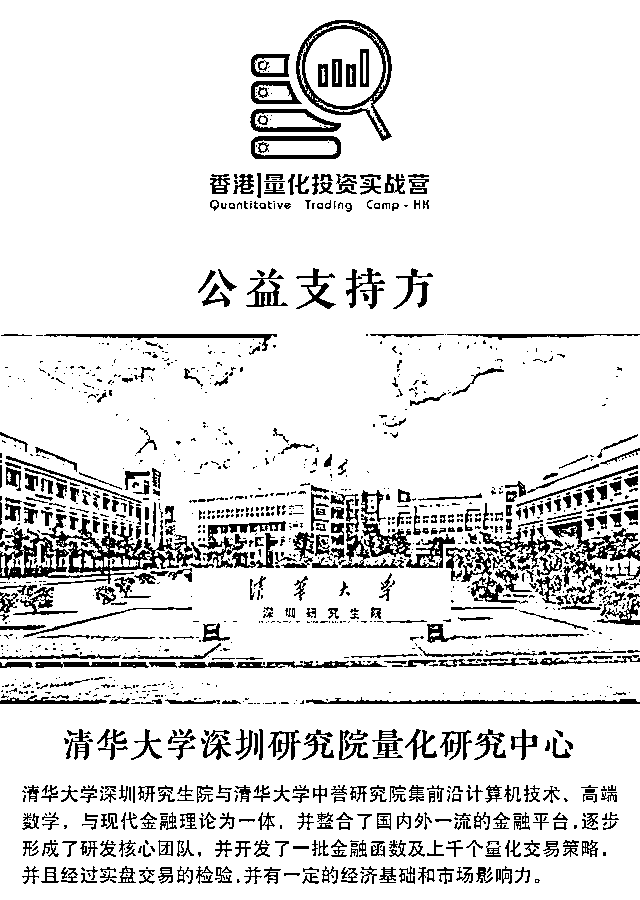 香港|量化投资实战营
Quantitative Trading Camp - HK
公益支持方
清华大学
深圳研究生院
清华大学深圳研究院量化研究中心
清华大学深圳研究生院与清华大学中誉研究院集前沿计算机技术、高端
数学，与现代金融理论为一体，并整合了国内外一流的金融平台,逐步
形成了研发核心团队，并开发了一批金融函数及上千个量化交易策略,
并且经过实盘交易的检验,并有一定的经济基础和市场影响力。